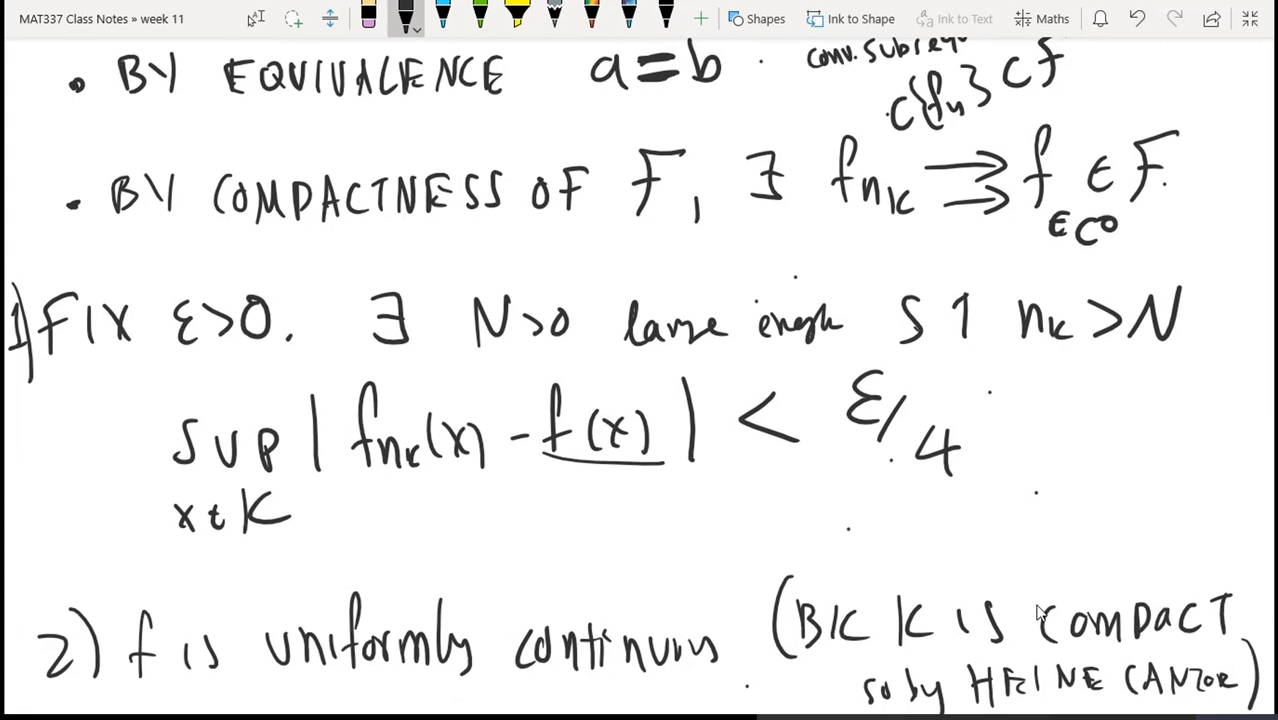 MAT337 Class Notes » week 11
Shapes
Ink to Shape
Ink to Text
Maths
conv. subseq
• BY EQUIVALENCE a = b
C{fn} C f
• BY COMPACTNESS OF F, ∃ fnk ⇉ f ∈ F.
∈ C⁰
1) FIX ε>0. ∃ N>0 large enough ST nk > N
SUP | fnk(x) - f(x) | < ε/4
x ∈ K
2) f is uniformly continuous (B/C K IS COMPACT
so by HEINE CANTOR)